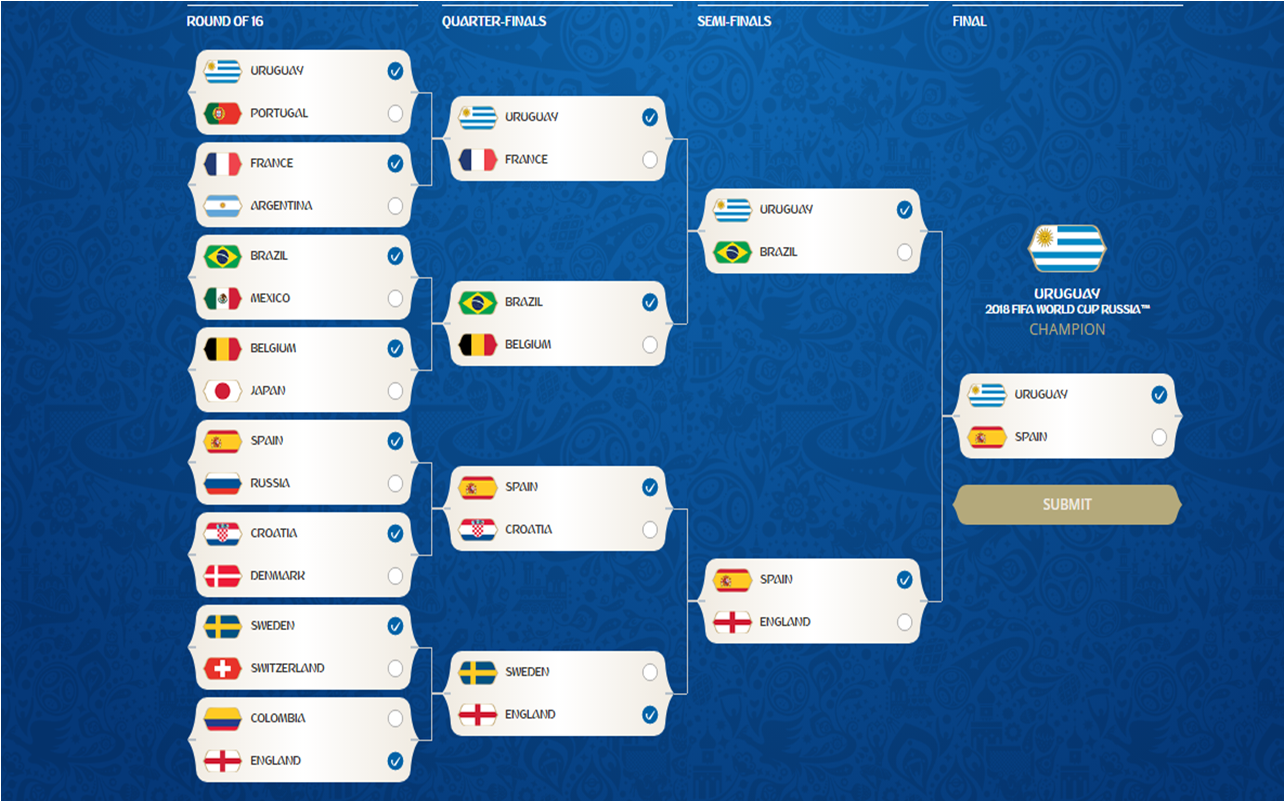 ROUND OF 16
QUARTER-FINALS
SEMI-FINALS
FINAL
URUGUAY
PORTUGAL
FRANCE
ARGENTINA
BRAZIL
MEXICO
BELGIUM
JAPAN
SPAIN
RUSSIA
CROATIA
DENMARK
SWEDEN
SWITZERLAND
COLOMBIA
ENGLAND
URUGUAY
FRANCE
BRAZIL
BELGIUM
SPAIN
CROATIA
SWEDEN
ENGLAND
URUGUAY
BRAZIL
SPAIN
ENGLAND
URUGUAY
2018 FIFA WORLD CUP RUSSIA™
CHAMPION
URUGUAY
SPAIN
SUBMIT